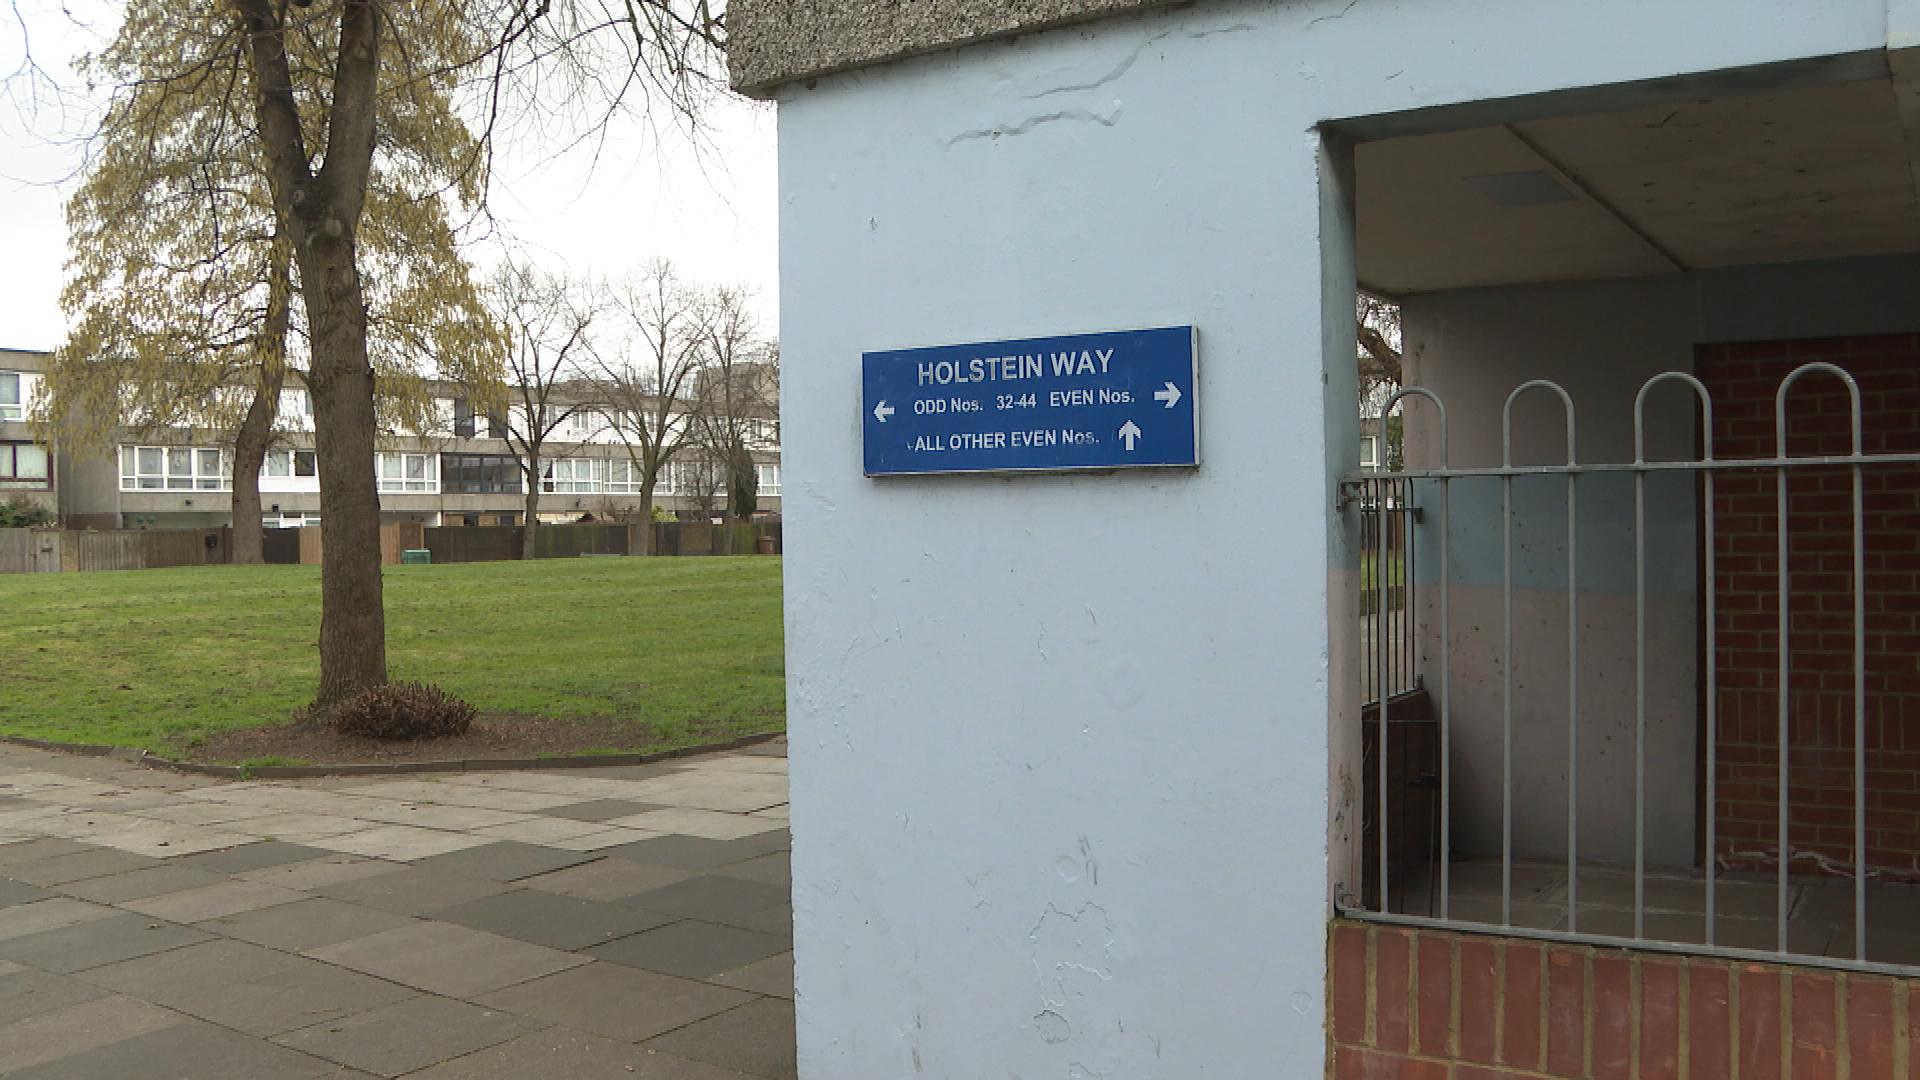 HOLSTEIN WAY
← ODD Nos. 32-44 EVEN Nos. →
ALL OTHER EVEN Nos. ↑